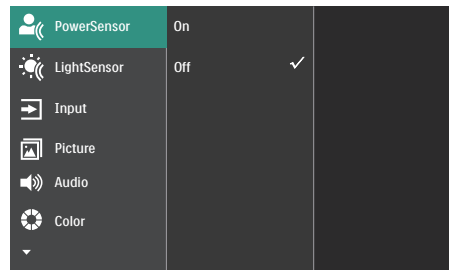 PowerSensor
On
LightSensor
Off
Input
Picture
Audio
Color